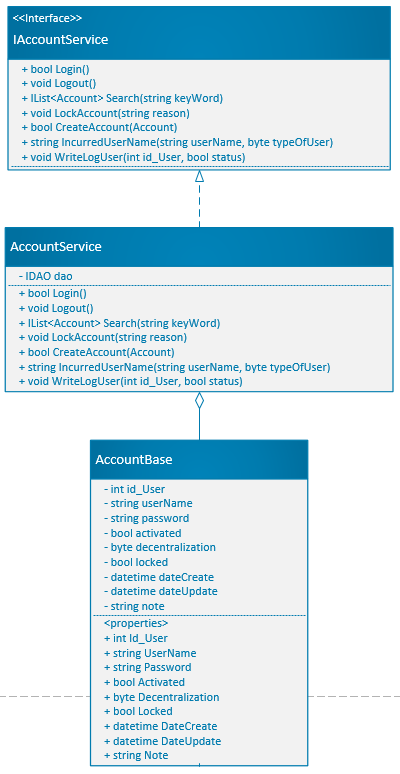 <<Interface>>
IAccountService
+ bool Login()
+ void Logout()
+ IList<Account> Search(string keyWord)
+ void LockAccount(string reason)
+ bool CreateAccount(Account)
+ string IncurredUserName(string userName, byte typeOfUser)
+ void WriteLogUser(int id_User, bool status)
AccountService
- IDAO dao
+ bool Login()
+ void Logout()
+ IList<Account> Search(string keyWord)
+ void LockAccount(string reason)
+ bool CreateAccount(Account)
+ string IncurredUserName(string userName, byte typeOfUser)
+ void WriteLogUser(int id_User, bool status)
AccountBase
- int id_User
- string userName
- string password
- bool activated
- byte decentralization
- bool locked
- datetime dateCreate
- datetime dateUpdate
- string note
<properties>
+ int Id_User
+ string UserName
+ string Password
+ bool Activated
+ byte Decentralization
+ bool Locked
+ datetime DateCreate
+ datetime DateUpdate
+ string Note